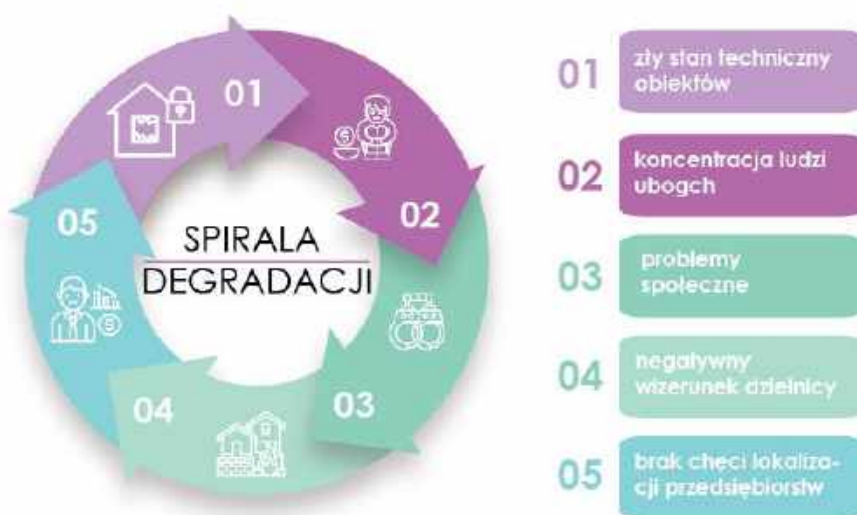 01
02
03
04
05
SPIRALA
DEGRADACJI
01
zły stan techniczny
obiektów
02
koncentracja ludzi
ubogch
03
problemy
społeczne
04
negatywny
wizerunek dzielnicy
05
brak chęci lokaliza-
cji przedsiębiorstw